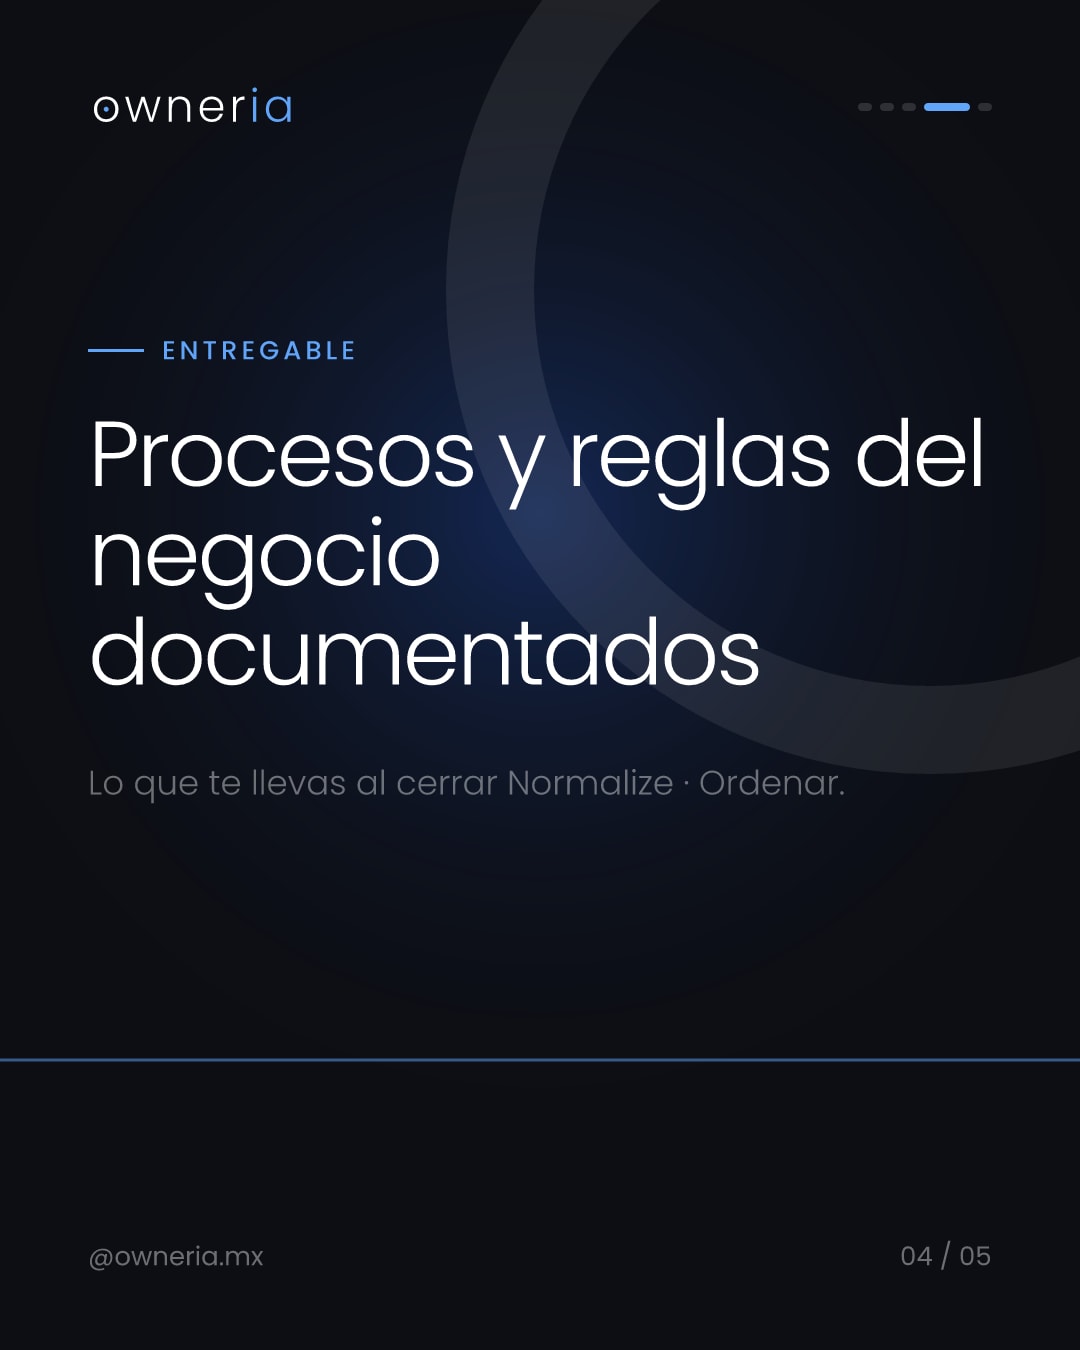 owneria
ENTREGABLE
Procesos y reglas del
negocio
documentados
Lo que te llevas al cerrar Normalize · Ordenar.
@owneria.mx
04 / 05